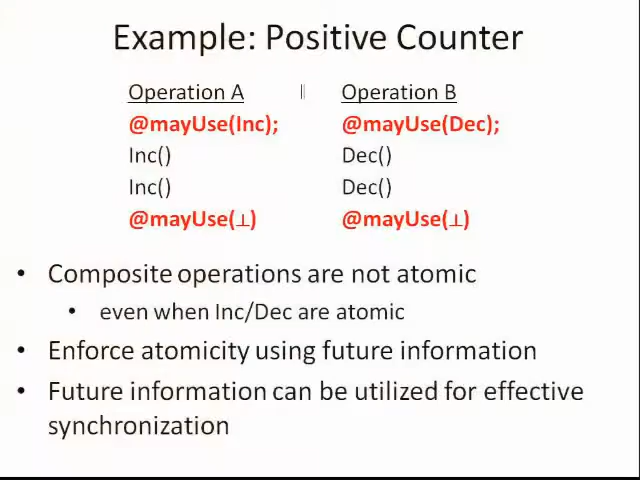 Example: Positive Counter
Operation A || Operation B
@mayUse(Inc); @mayUse(Dec);
Inc() Dec()
Inc() Dec()
@mayUse(⊥) @mayUse(⊥)
• Composite operations are not atomic
• even when Inc/Dec are atomic
• Enforce atomicity using future information
• Future information can be utilized for effective
synchronization